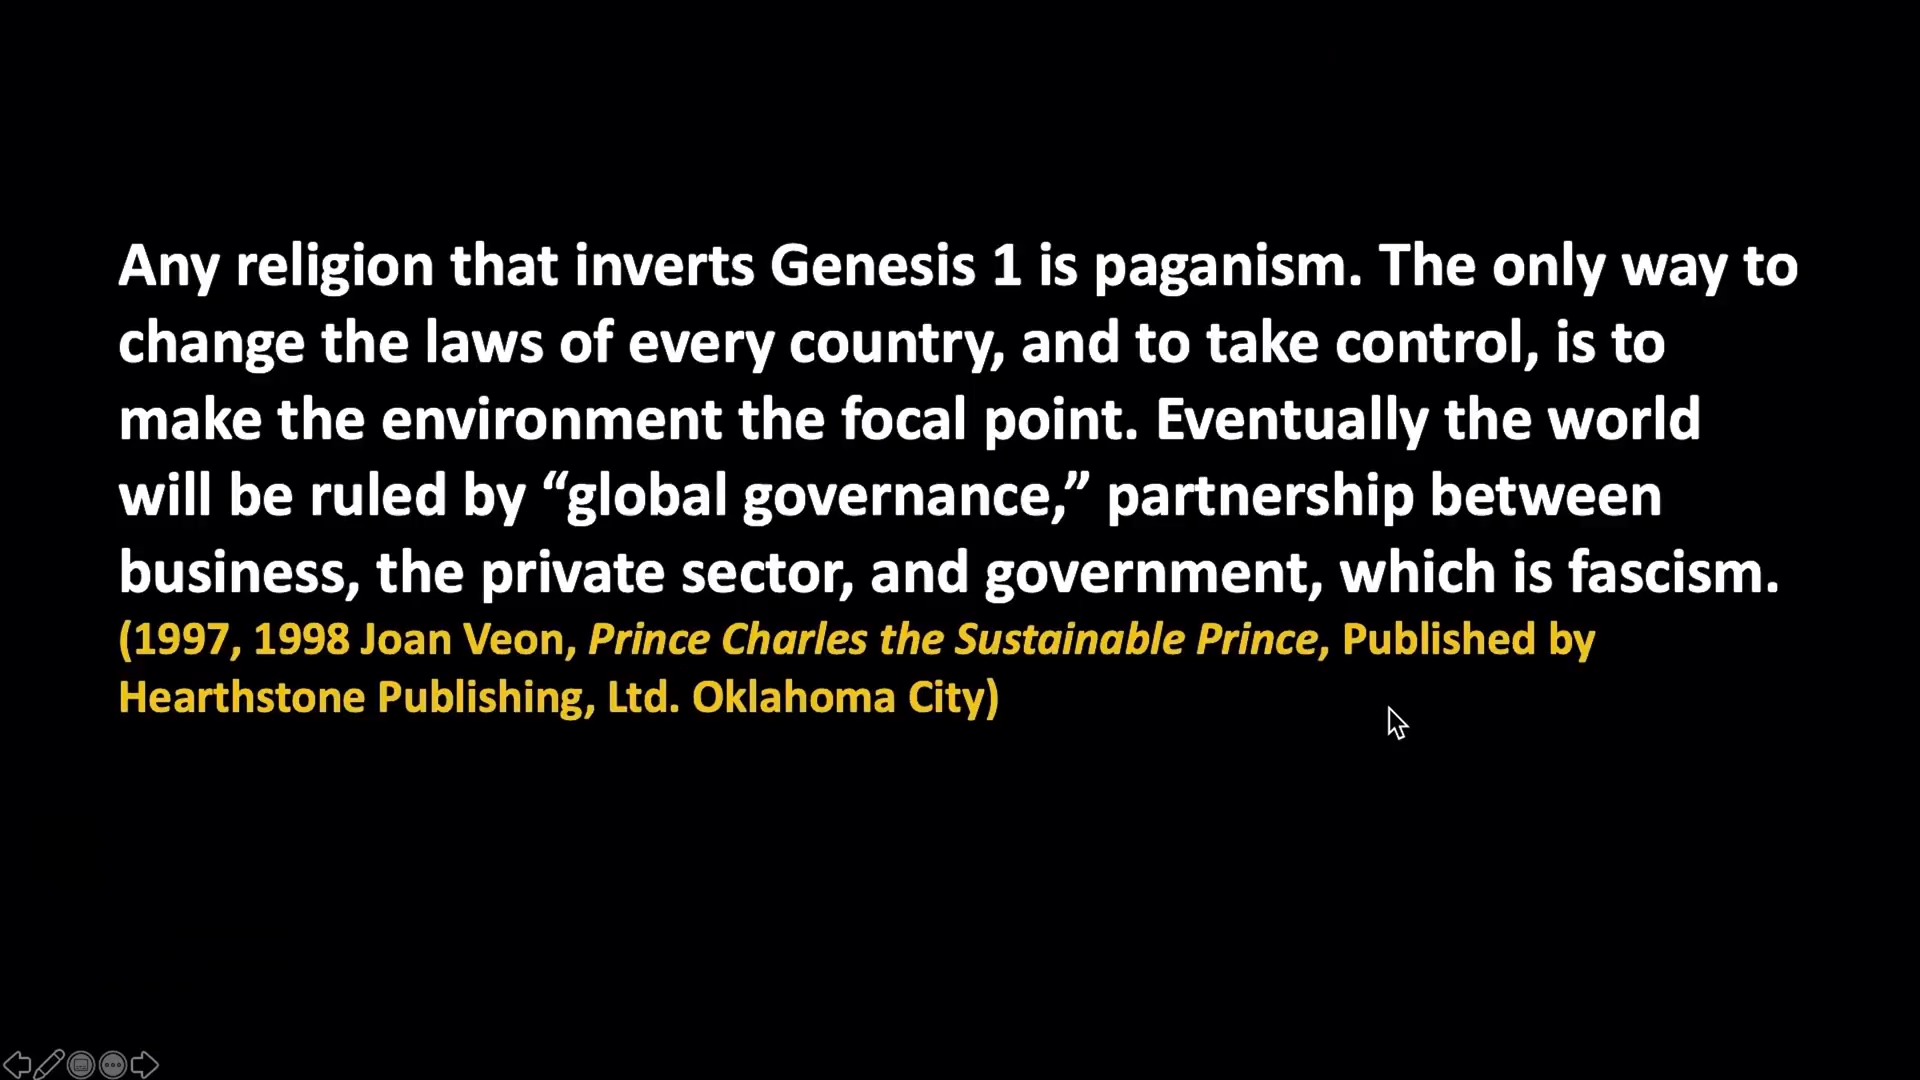 Any religion that inverts Genesis 1 is paganism. The only way to
change the laws of every country, and to take control, is to
make the environment the focal point. Eventually the world
will be ruled by “global governance,” partnership between
business, the private sector, and government, which is fascism.
(1997, 1998 Joan Veon, Prince Charles the Sustainable Prince, Published by
Hearthstone Publishing, Ltd. Oklahoma City)